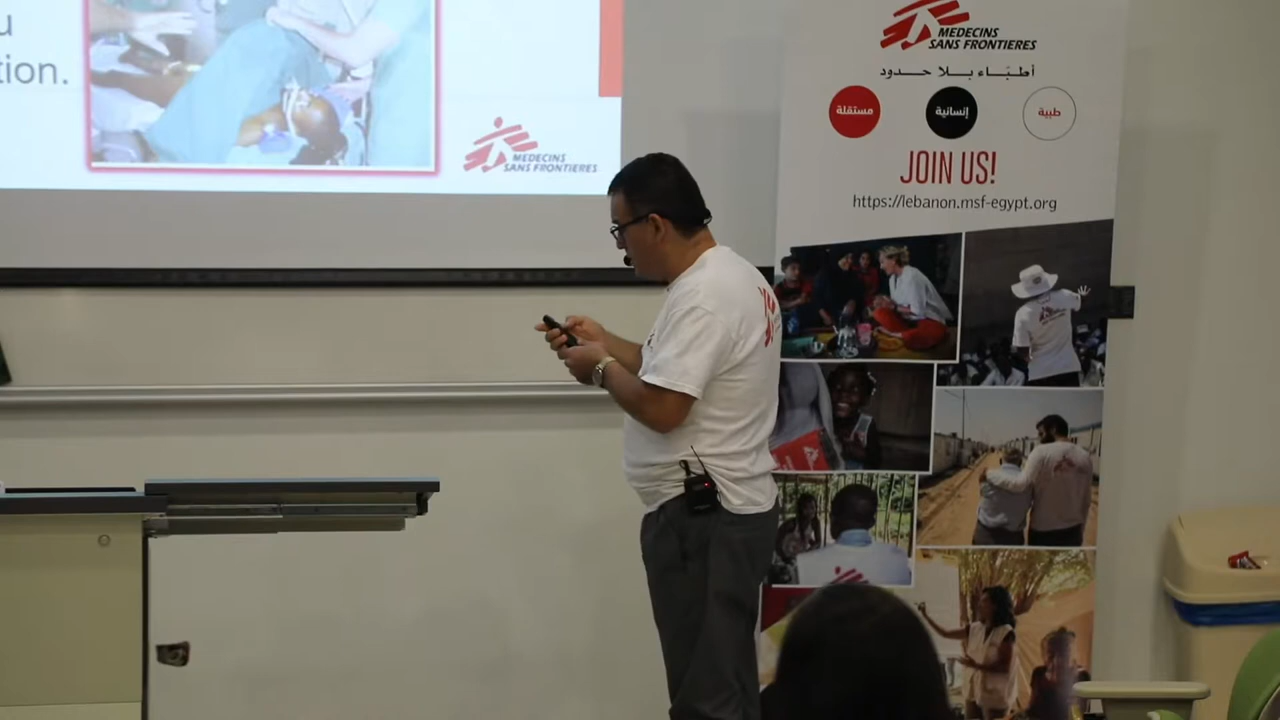 u
tion.
MEDECINS
SANS FRONTIERES
MEDECINS
SANS FRONTIERES
أطباء بلا حدود
مستقلة
إنسانية
طبية
JOIN US!
https://lebanon.msf-egypt.org